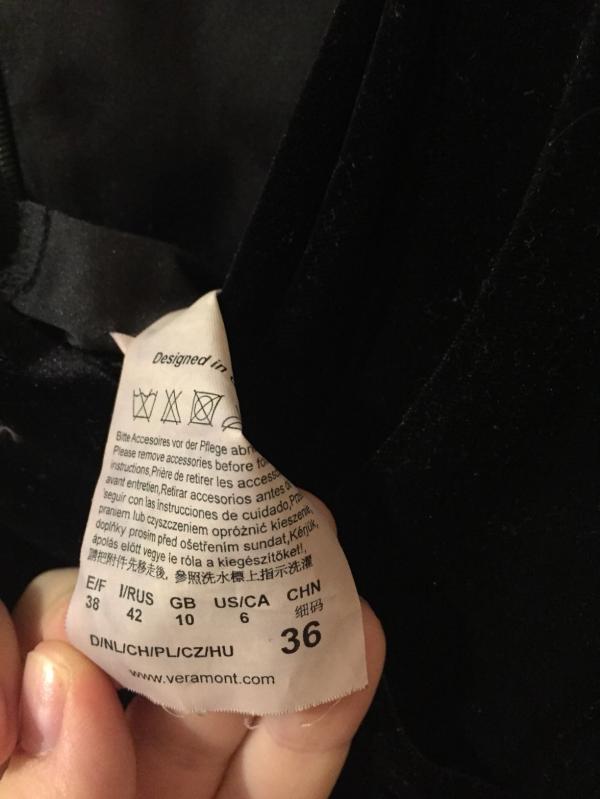 Designed in
Bitte Accesoires vor der Pflege
Please remove accessories before
instructions,Prière de retirer les
avant entretien,Retirar accesorios antes
'seguir con las instrucciones de cuidado,
praniem lub czyszczeniem opróżnić kieszenie,
doplňky prosim před ošetřením sundat,Kérjük,
ápolás előtt vegye le róla a kiegészítőket!,
請把附件先移走後, 參照洗水標上指示洗滌
E/F I/RUS GB US/CA CHN
38 42 10 6 细码
D/NL/CH/PL/CZ/HU 36
www.veramont.com